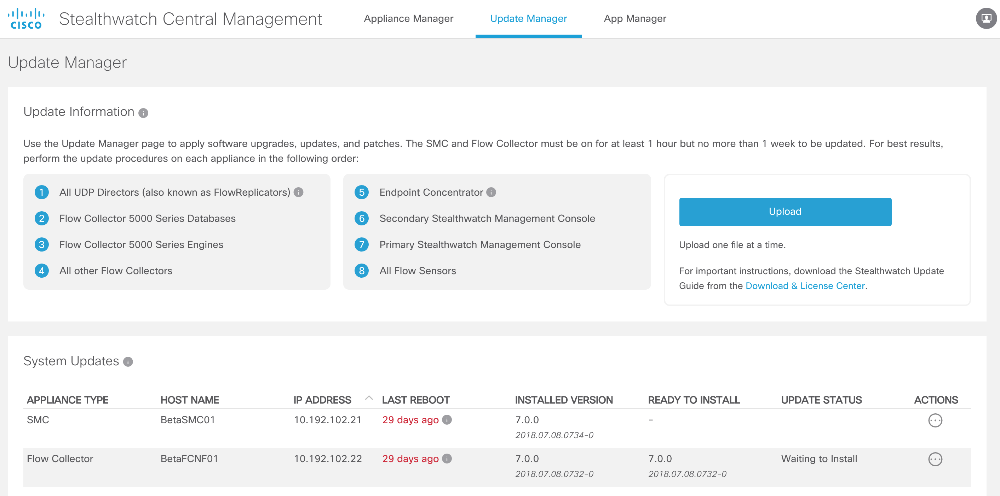 CISCO
Stealthwatch Central Management
Appliance Manager
Update Manager
App Manager
Update Manager
Update Information
Use the Update Manager page to apply software upgrades, updates, and patches. The SMC and Flow Collector must be on for at least 1 hour but no more than 1 week to be updated. For best results,
perform the update procedures on each appliance in the following order:
1 All UDP Directors (also known as FlowReplicators)
2 Flow Collector 5000 Series Databases
3 Flow Collector 5000 Series Engines
4 All other Flow Collectors
5 Endpoint Concentrator
6 Secondary Stealthwatch Management Console
7 Primary Stealthwatch Management Console
8 All Flow Sensors
Upload
Upload one file at a time.
For important instructions, download the Stealthwatch Update
Guide from the Download & License Center.
System Updates
APPLIANCE TYPE HOST NAME IP ADDRESS LAST REBOOT INSTALLED VERSION READY TO INSTALL UPDATE STATUS ACTIONS
SMC BetaSMC01 10.192.102.21 29 days ago 7.0.0 -
2018.07.08.0734-0
Flow Collector BetaFCNF01 10.192.102.22 29 days ago 7.0.0 7.0.0 Waiting to Install
2018.07.08.0732-0 2018.07.08.0732-0